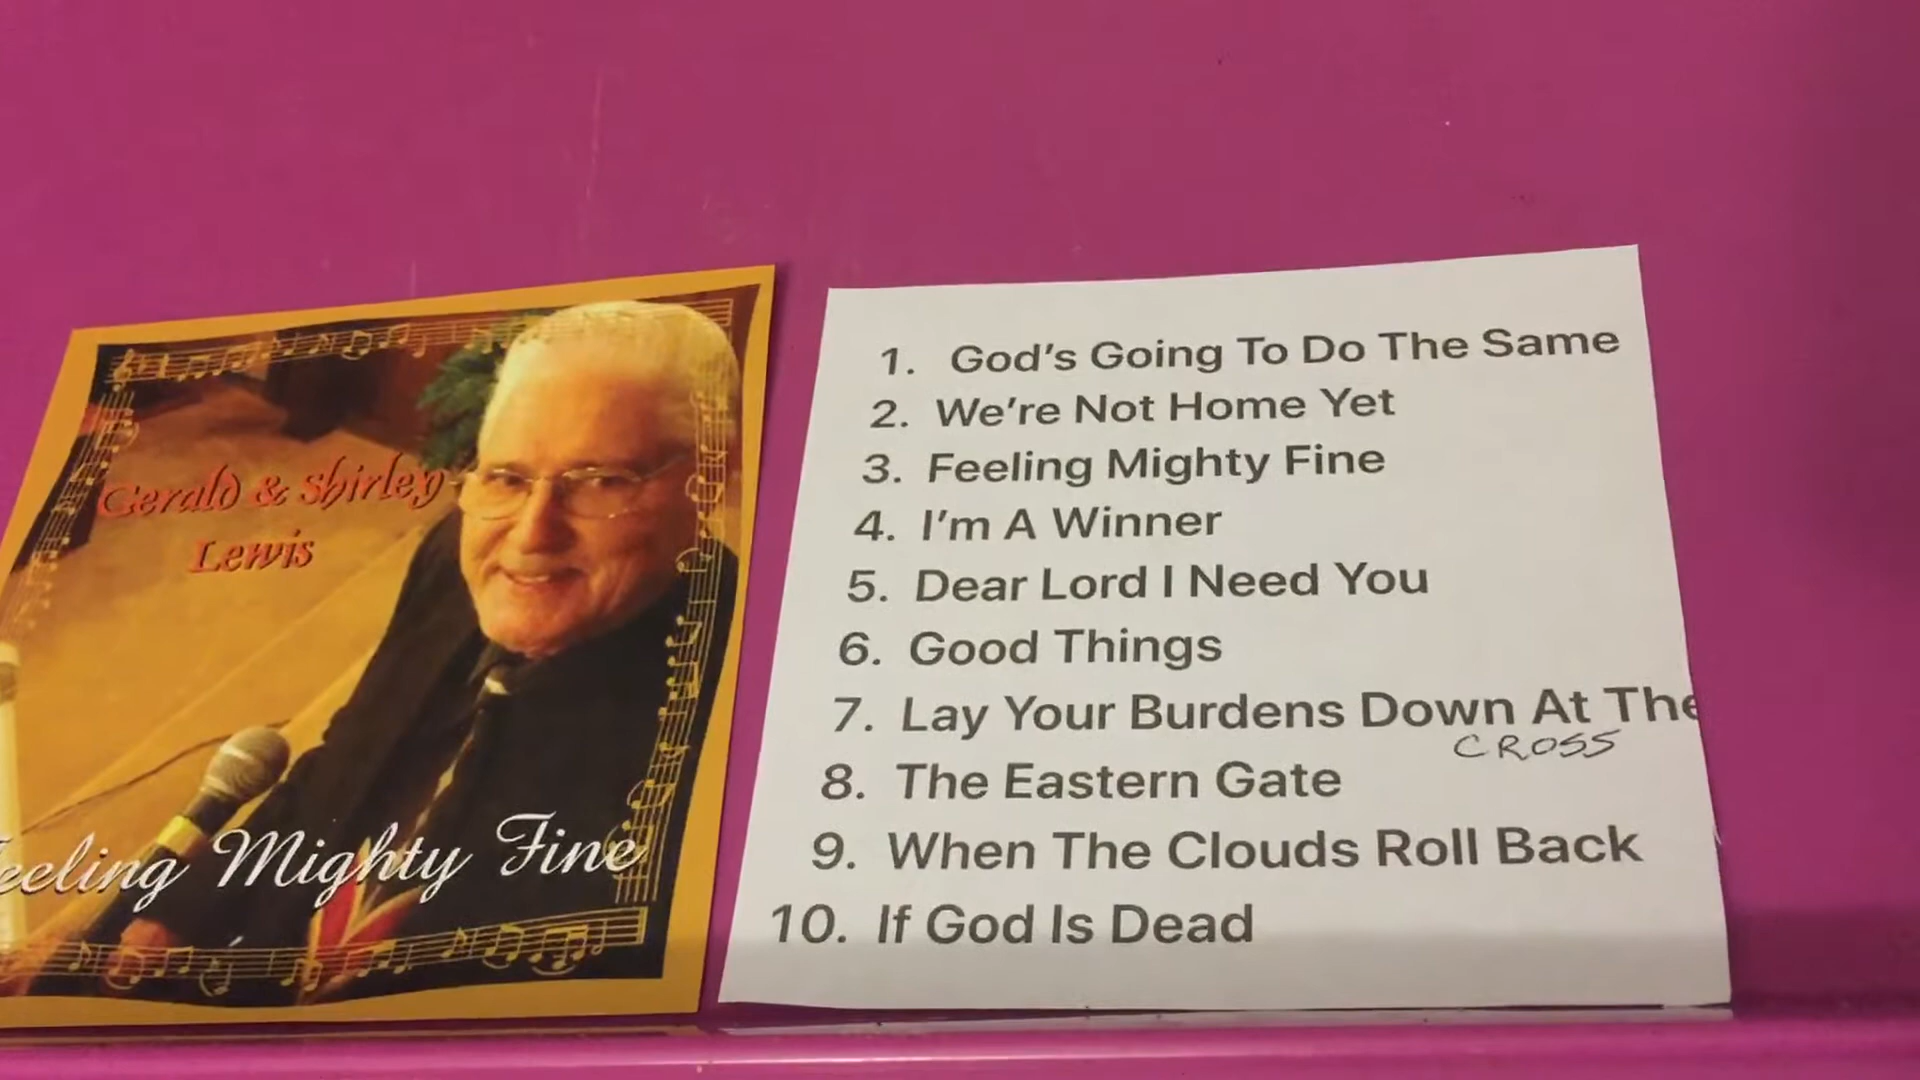 Gerald & Shirley
Lewis
eeling Mighty Fine
1. God's Going To Do The Same
2. We're Not Home Yet
3. Feeling Mighty Fine
4. I'm A Winner
5. Dear Lord I Need You
6. Good Things
7. Lay Your Burdens Down At The
CROSS
8. The Eastern Gate
9. When The Clouds Roll Back
10. If God Is Dead